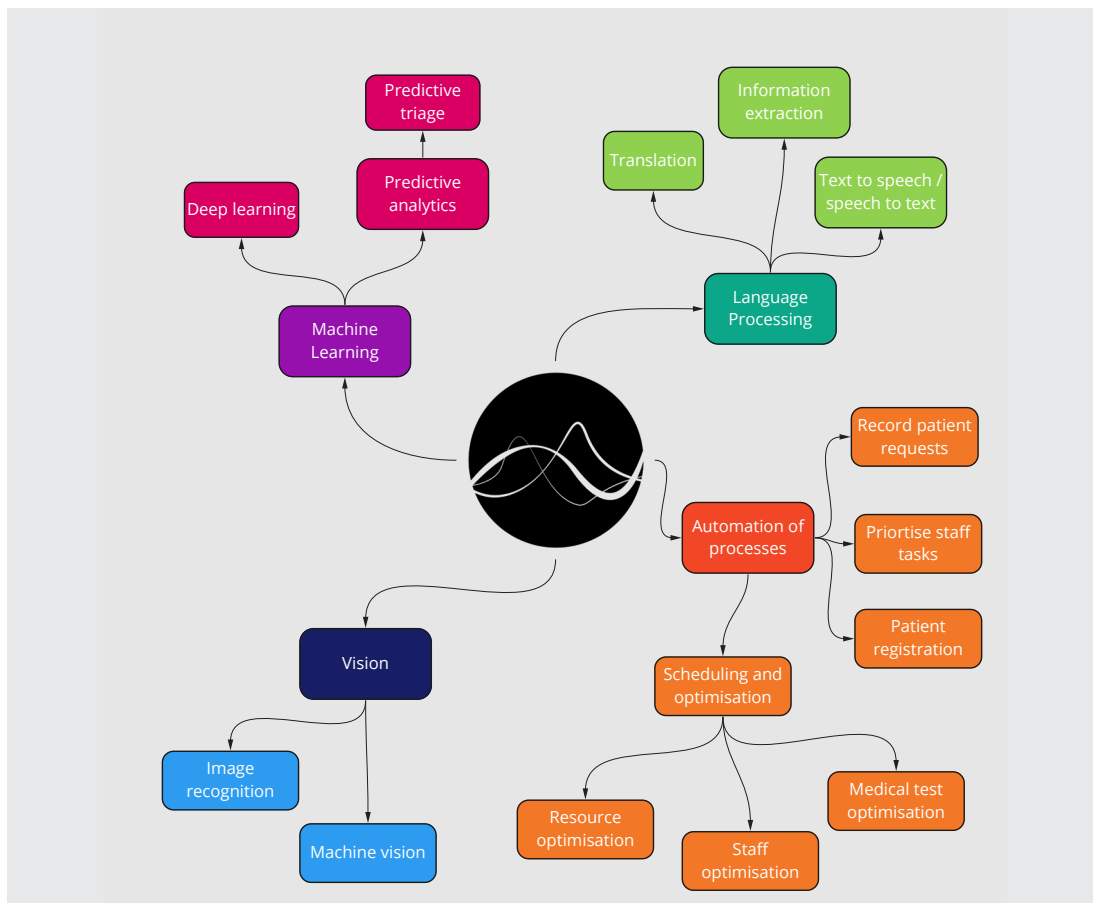 Predictive
triage
Predictive
analytics
Deep learning
Machine
Learning
Information
extraction
Translation
Text to speech /
speech to text
Language
Processing
Record patient
requests
Automation of
processes
Priortise staff
tasks
Patient
registration
Scheduling and
optimisation
Resource
optimisation
Staff
optimisation
Medical test
optimisation
Vision
Image
recognition
Machine vision